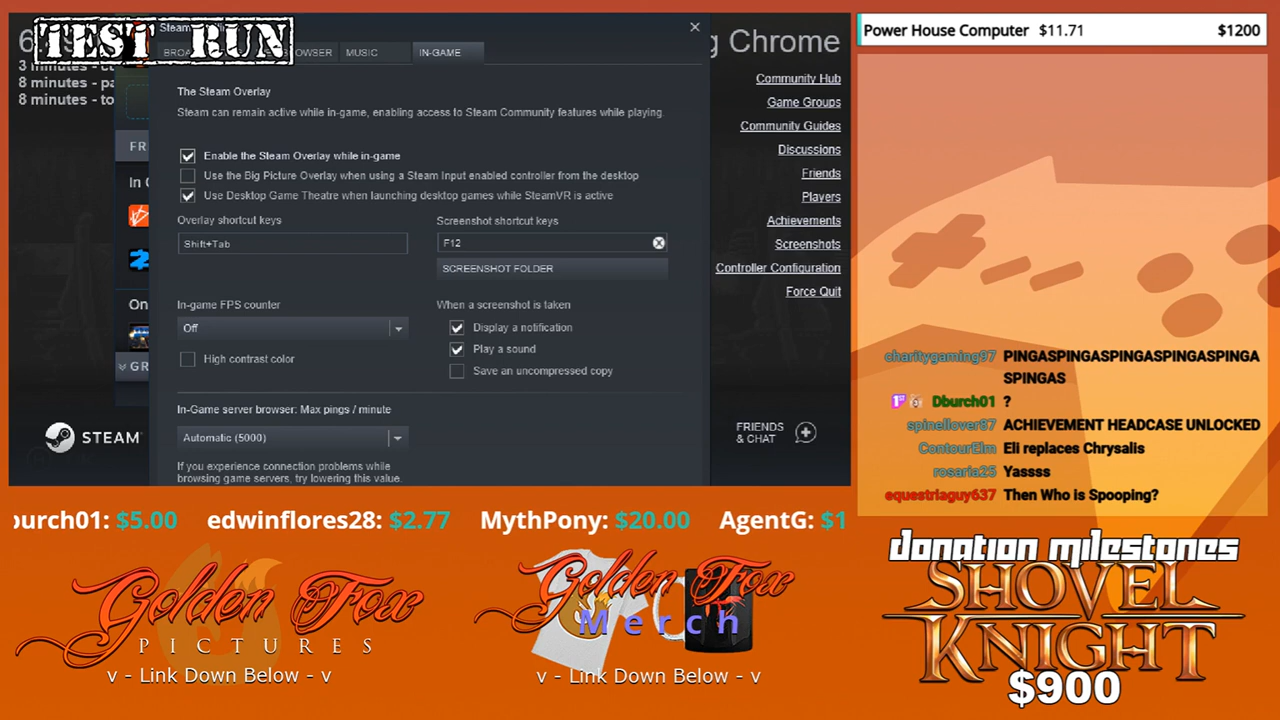 TEST RUN
Steam
BROWSER
MUSIC
IN-GAME
g Chrome
3 minutes - c
8 minutes - pa
8 minutes - to
The Steam Overlay
Steam can remain active while in-game, enabling access to Steam Community features while playing.
Enable the Steam Overlay while in-game
Use the Big Picture Overlay when using a Steam Input enabled controller from the desktop
Use Desktop Game Theatre when launching desktop games while SteamVR is active
Overlay shortcut keys
Shift+Tab
Screenshot shortcut keys
F12
SCREENSHOT FOLDER
In-game FPS counter
Off
High contrast color
When a screenshot is taken
Display a notification
Play a sound
Save an uncompressed copy
In-Game server browser: Max pings / minute
Automatic (5000)
If you experience connection problems while
browsing game servers, try lowering this value.
FR
In
On
GR
STEAM
Community Hub
Game Groups
Community Guides
Discussions
Friends
Players
Achievements
Screenshots
Controller Configuration
Force Quit
FRIENDS
& CHAT
Power House Computer $11.71 $1200
charitygaming97 PINGASPINGASPINGASPINGASPINGA
SPINGAS
Dburch01 ?
spinellover87 ACHIEVEMENT HEADCASE UNLOCKED
ContourElm Eli replaces Chrysalis
rosaria25 Yassss
equestriaguy637 Then Who is Spooping?
burch01: $5.00 edwinflores28: $2.77 MythPony: $20.00 AgentG: $1
Golden Fox
PICTURES
v - Link Down Below - v
Golden Fox
Merch
v - Link Down Below - v
donation milestones
SHOVEL
KNIGHT
$900